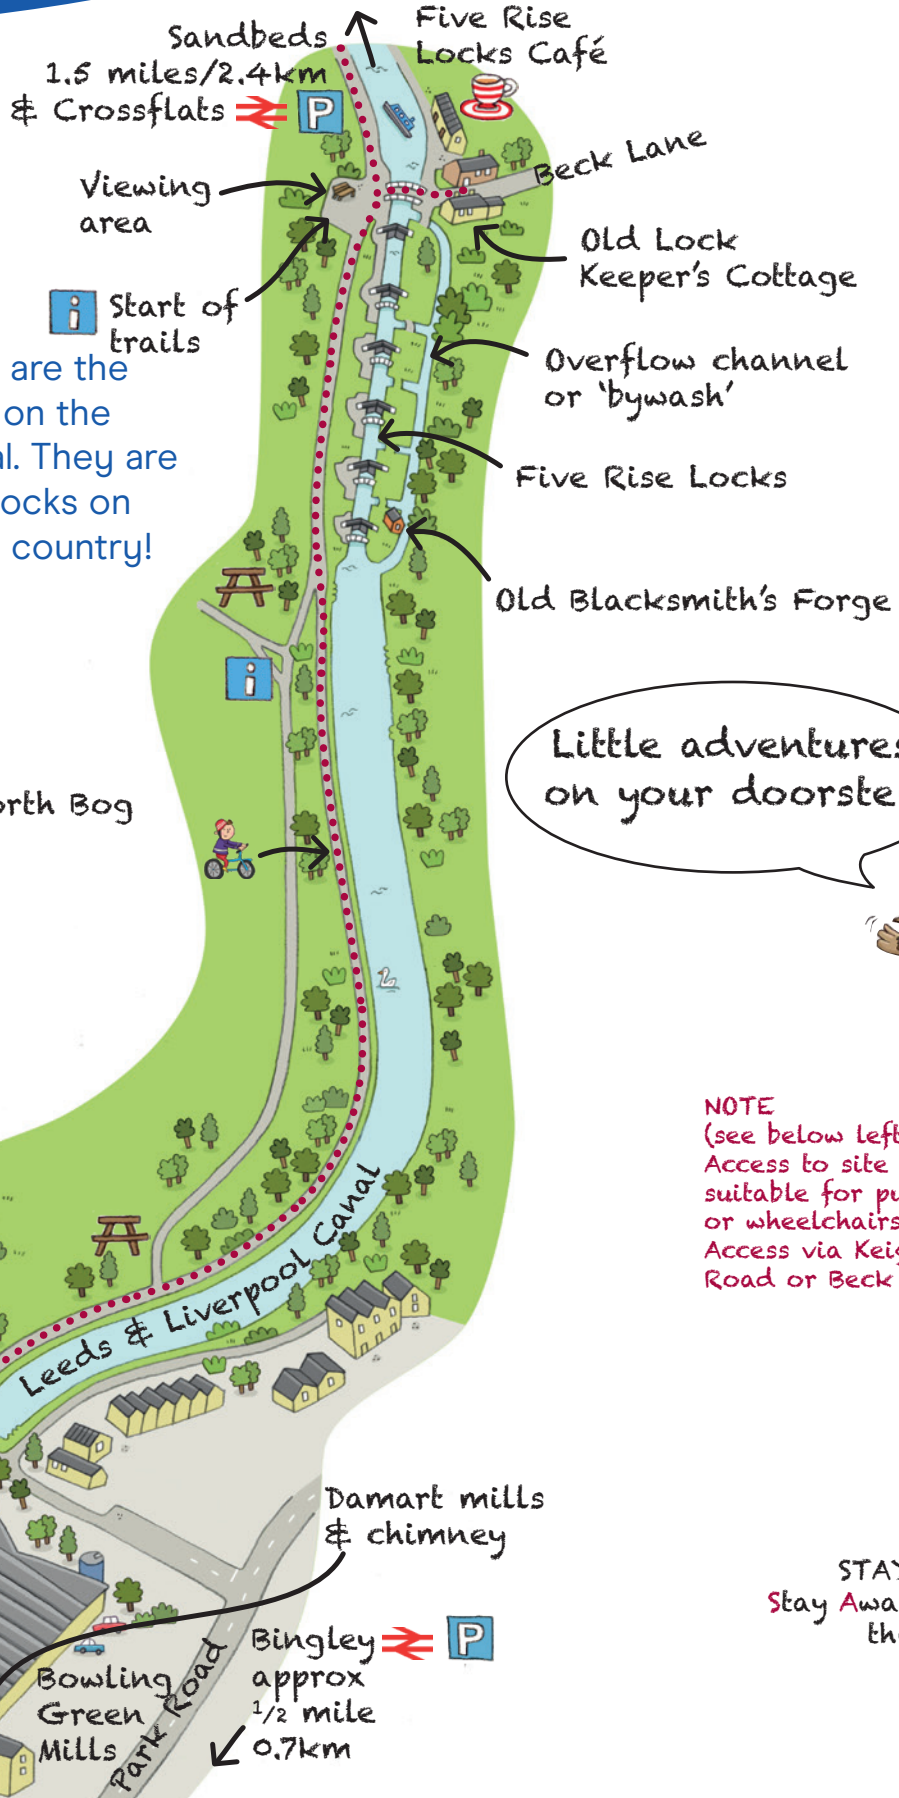 Sandbeds
1.5 miles/2.4km
& Crossflats
P
Five Rise
Locks Café
Beck Lane
Viewing
area
Old Lock
Keeper's Cottage
i
Start of
trails
are the
on the
al. They are
ocks on
country!
Overflow channel
or 'bywash'
Five Rise Locks
Old Blacksmith's Forge
i
Little adventures
on your doorste
orth Bog
NOTE
(see below left
Access to site
suitable for pu
or wheelchairs
Access via Keig
Road or Beck
Leeds & Liverpool Canal
Damart mills
& chimney
STAY
Stay Awa
th
Bingley
P
approx
1/2 mile
0.7km
Bowling
Green
Mills
Park Road